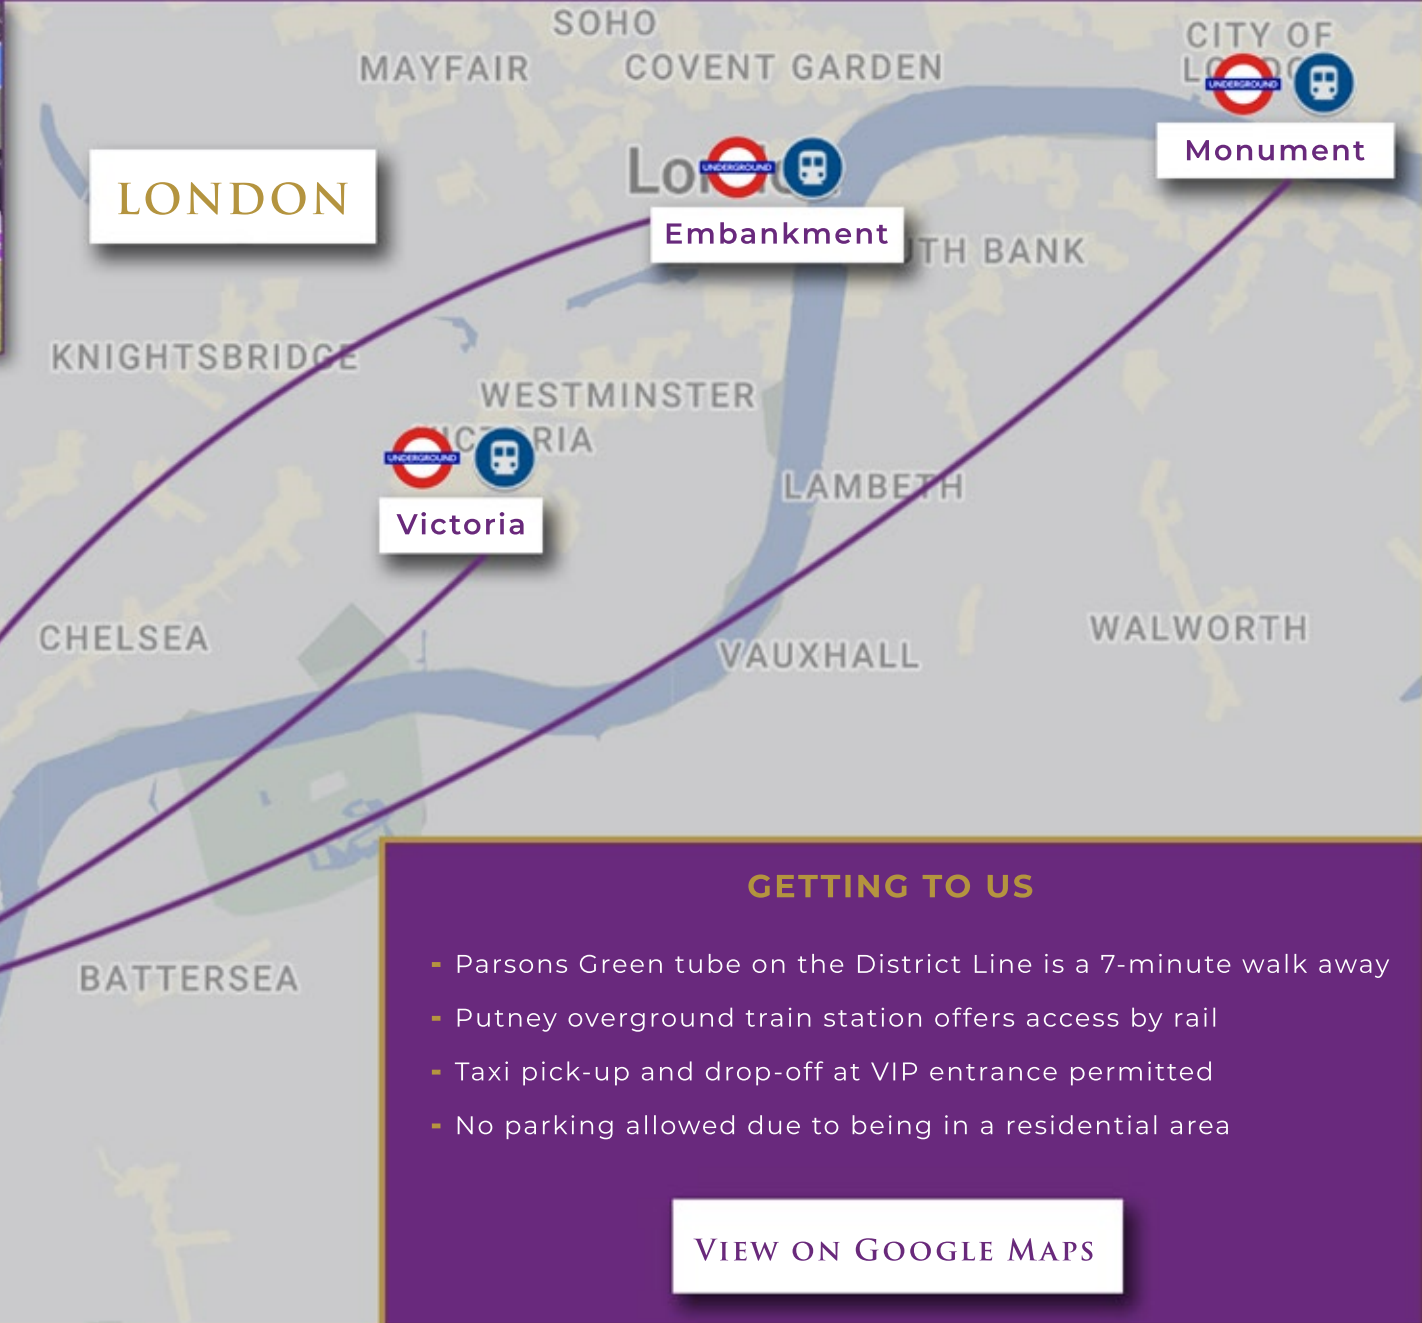 SOHO
CITY OF
MAYFAIR
COVENT GARDEN
UNDERGROUND
Monument
UNDERGROUND
LONDON
Embankment
BANK
KNIGHTSBRIDGE
WESTMINSTER
UNDERGROUND
LAMBETH
Victoria
CHELSEA
WALWORTH
VAUXHALL
GETTING TO US
- Parsons Green tube on the District Line is a 7-minute walk away
BATTERSEA
- Putney overground train station offers access by rail
- Taxi pick-up and drop-off at VIP entrance permitted
- No parking allowed due to being in a residential area
VIEW ON GOOGLE MAPS